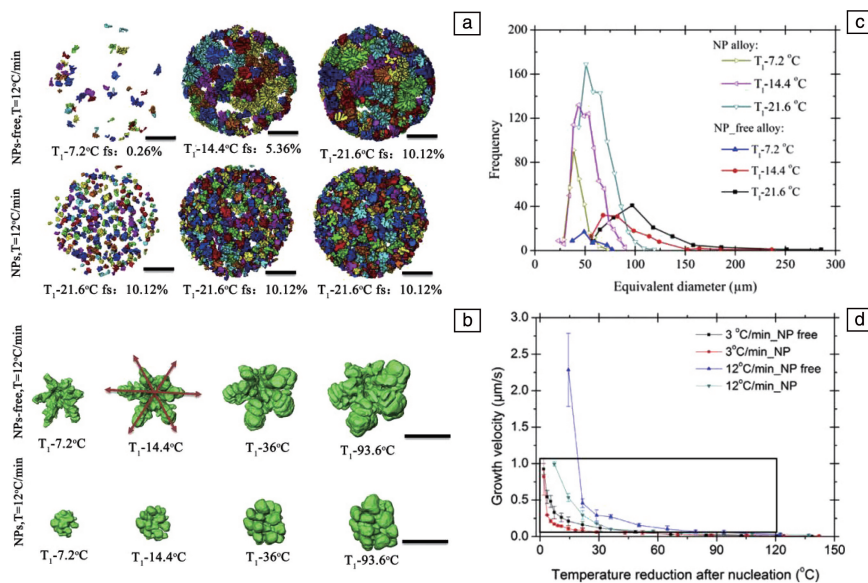 a
NPs-free,T=12°C/min
T₁-7.2°C fs: 0.26%
T₁-14.4°C fs: 5.36%
T₁-21.6°C fs: 10.12%
NPs,T=12°C/min
T₁-21.6°C fs: 10.12%
T₁-21.6°C fs: 10.12%
T₁-21.6°C fs: 10.12%
b
NPs-free,T=12°C/min
T₁-7.2°C
T₁-14.4°C
T₁-36°C
T₁-93.6°C
NPs,T=12°C/min
T₁-7.2°C
T₁-14.4°C
T₁-36°C
T₁-93.6°C
c
Frequency
200
160
120
80
40
0
0 50 100 150 200 250 300
Equivalent diameter (µm)
NP alloy:
T₁-7.2 °C
T₁-14.4 °C
T₁-21.6 °C
NP_free alloy:
T₁-7.2 °C
T₁-14.4 °C
T₁-21.6 °C
d
Growth velocity (µm/s)
3.0
2.5
2.0
1.5
1.0
0.5
0.0
0 30 60 90 120 150
Temperature reduction after nucleation (°C)
3 °C/min_NP free
3°C/min_NP
12°C/min_NP free
12°C/min_NP